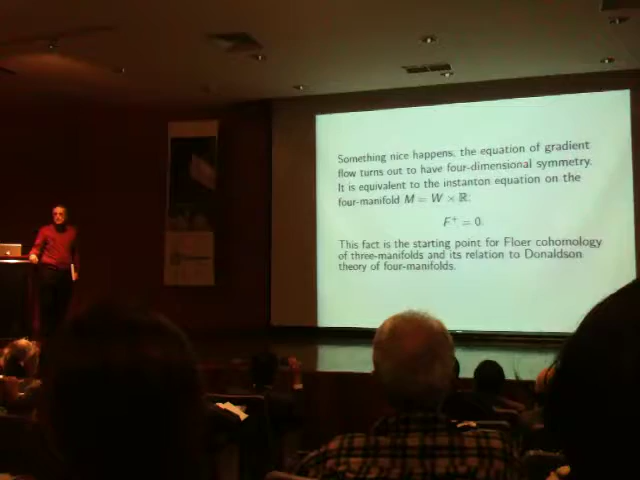 Something nice happens, the equation of gradient
flow turns out to have four-dimensional symmetry.
It is equivalent to the instanton equation on the
four-manifold M = W × ℝ:
F⁺ = 0.
This fact is the starting point for Floer cohomology
of three-manifolds and its relation to Donaldson
theory of four-manifolds.